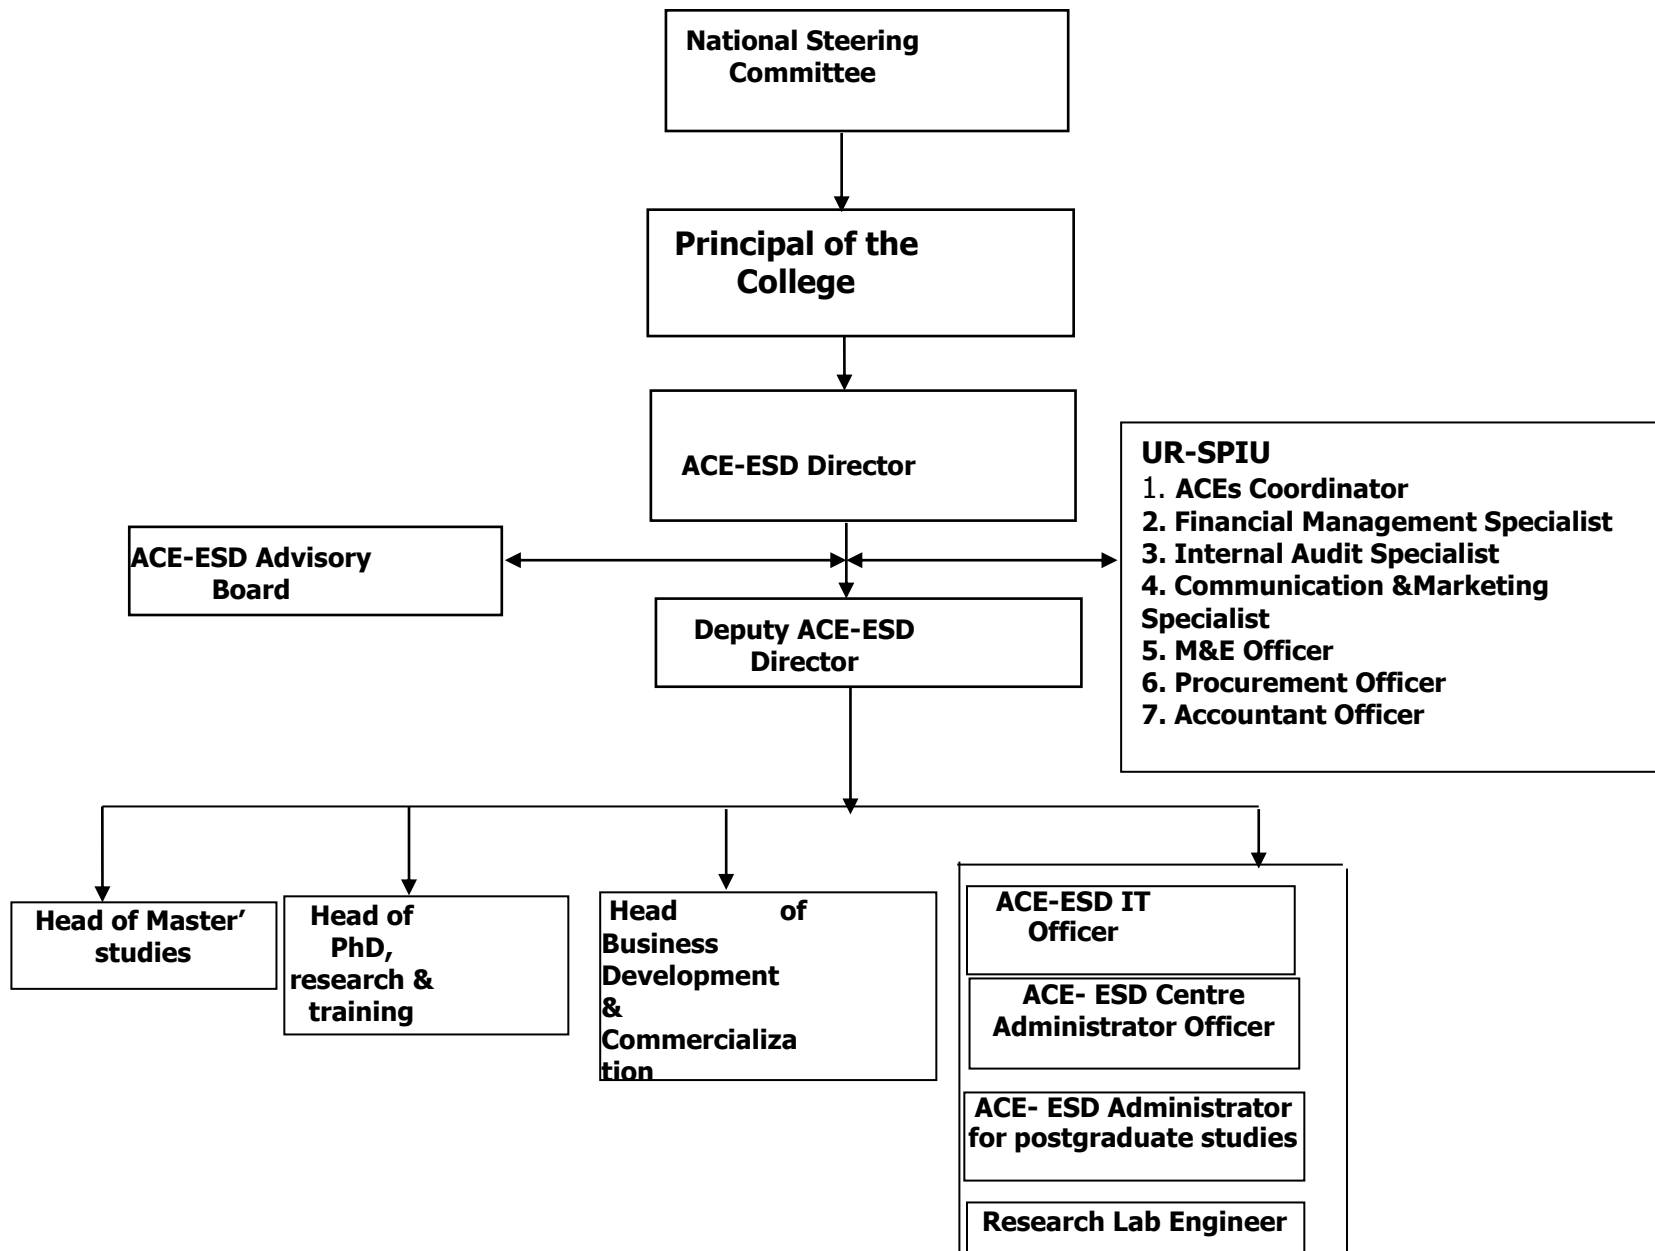 National Steering
Committee
Principal of the
College
ACE-ESD Director
UR-SPIU
1. ACEs Coordinator
2. Financial Management Specialist
3. Internal Audit Specialist
4. Communication &Marketing
Specialist
5. M&E Officer
6. Procurement Officer
7. Accountant Officer
ACE-ESD Advisory
Board
Deputy ACE-ESD
Director
Head of Master’
studies
Head of
PhD,
research &
training
Head of
Business
Development
&
Commercializa
tion
ACE-ESD IT
Officer
ACE- ESD Centre
Administrator Officer
ACE- ESD Administrator
for postgraduate studies
Research Lab Engineer